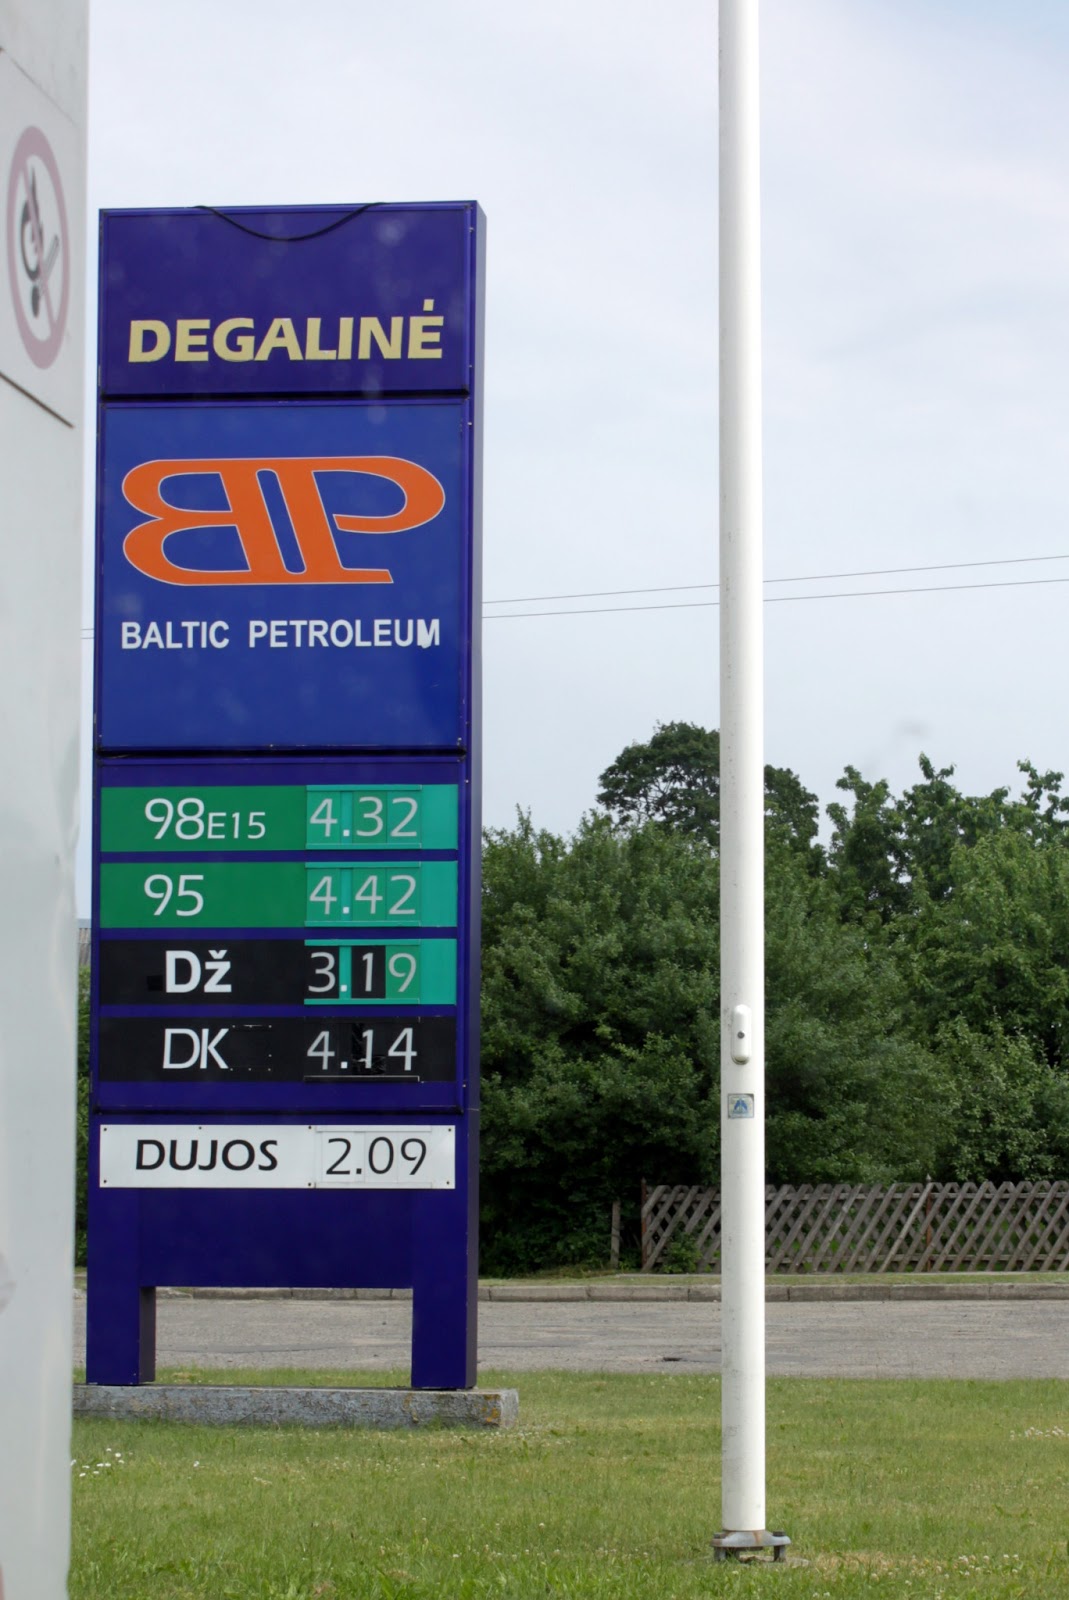 DEGALINĖ
BP
BALTIC PETROLEUM
98E15 4.32
95 4.42
Dž 3.19
DK 4.14
DUJOS 2.09